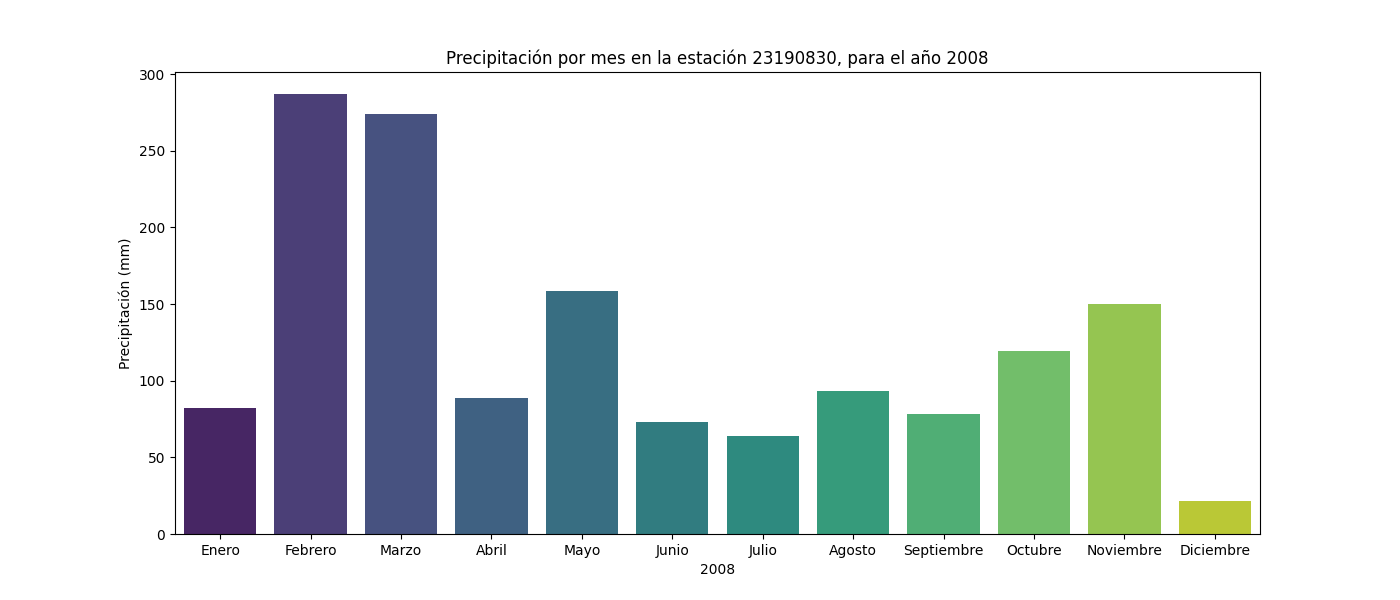 Precipitación por mes en la estación 23190830, para el año 2008
Precipitación (mm)
300
250
200
150
100
50
0
Enero Febrero Marzo Abril Mayo Junio Julio Agosto Septiembre Octubre Noviembre Diciembre
2008